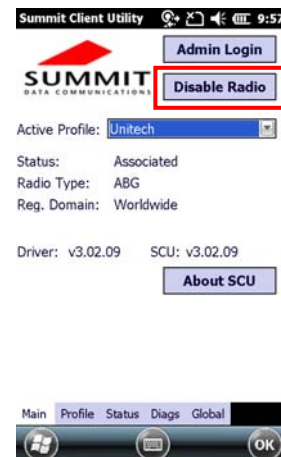 Summit Client Utility 9:57
Admin Login
SUMMIT
DATA COMMUNICATIONS
Disable Radio
Active Profile: Unitech
Status: Associated
Radio Type: ABG
Reg. Domain: Worldwide
Driver: v3.02.09 SCU: v3.02.09
About SCU
Main Profile Status Diags Global
OK